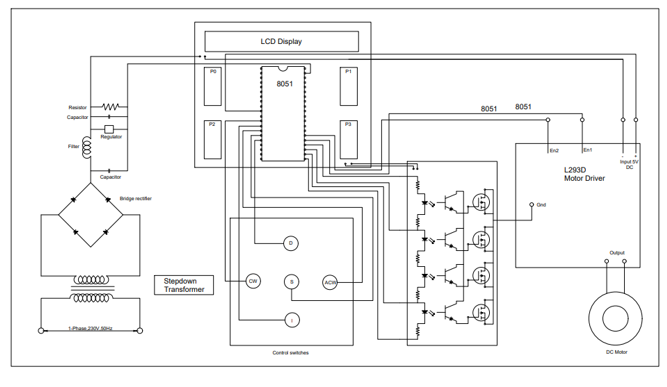 LCD Display
P0
P1
8051
P2
P3
8051
8051
Resistor
Capacitor
Regulator
Filter
Capacitor
Bridge rectifier
En2
En1
-
+
Input 5V
DC
L293D
Motor Driver
Gnd
Output
Stepdown
Transformer
D
CW
S
ACW
I
1-Phase,230V,50Hz
Control switches
DC Motor